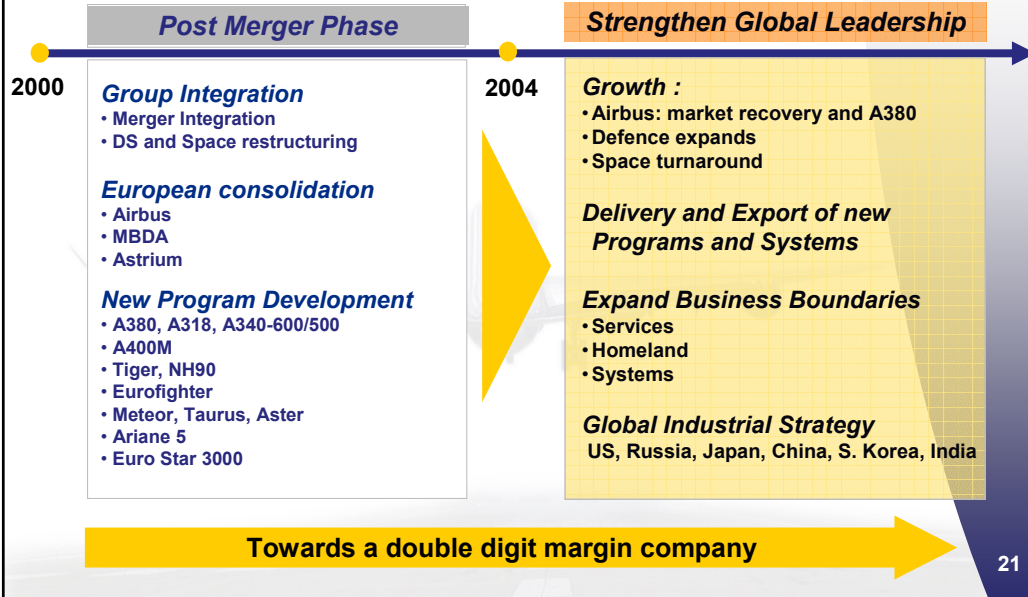 Post Merger Phase
Strengthen Global Leadership
2000
Group Integration
• Merger Integration
• DS and Space restructuring
European consolidation
• Airbus
• MBDA
• Astrium
New Program Development
• A380, A318, A340-600/500
• A400M
• Tiger, NH90
• Eurofighter
• Meteor, Taurus, Aster
• Ariane 5
• Euro Star 3000
2004
Growth :
• Airbus: market recovery and A380
• Defence expands
• Space turnaround
Delivery and Export of new
Programs and Systems
Expand Business Boundaries
• Services
• Homeland
• Systems
Global Industrial Strategy
US, Russia, Japan, China, S. Korea, India
Towards a double digit margin company
21